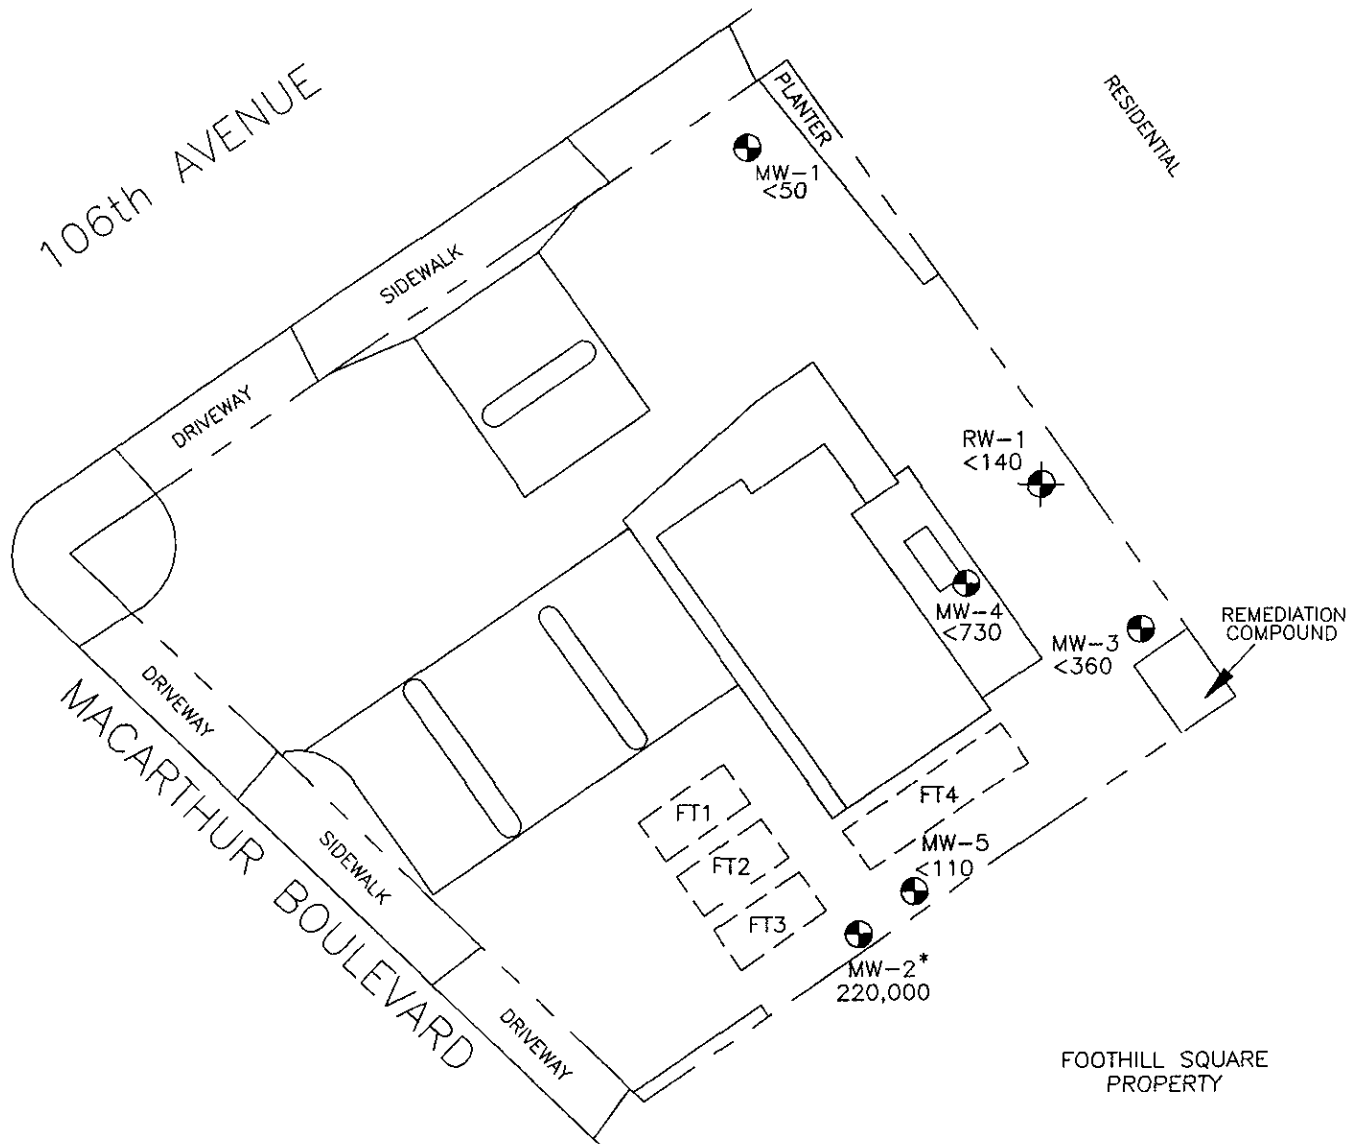 106th AVENUE
RESIDENTIAL
PLANTER
MW-1
<50
SIDEWALK
DRIVEWAY
RW-1
<140
MW-4
<730
MW-3
<360
REMEDIATION
COMPOUND
DRIVEWAY
MACARTHUR BOULEVARD
SIDEWALK
DRIVEWAY
FT1
FT2
FT3
FT4
MW-5
<110
MW-2*
220,000
FOOTHILL SQUARE
PROPERTY